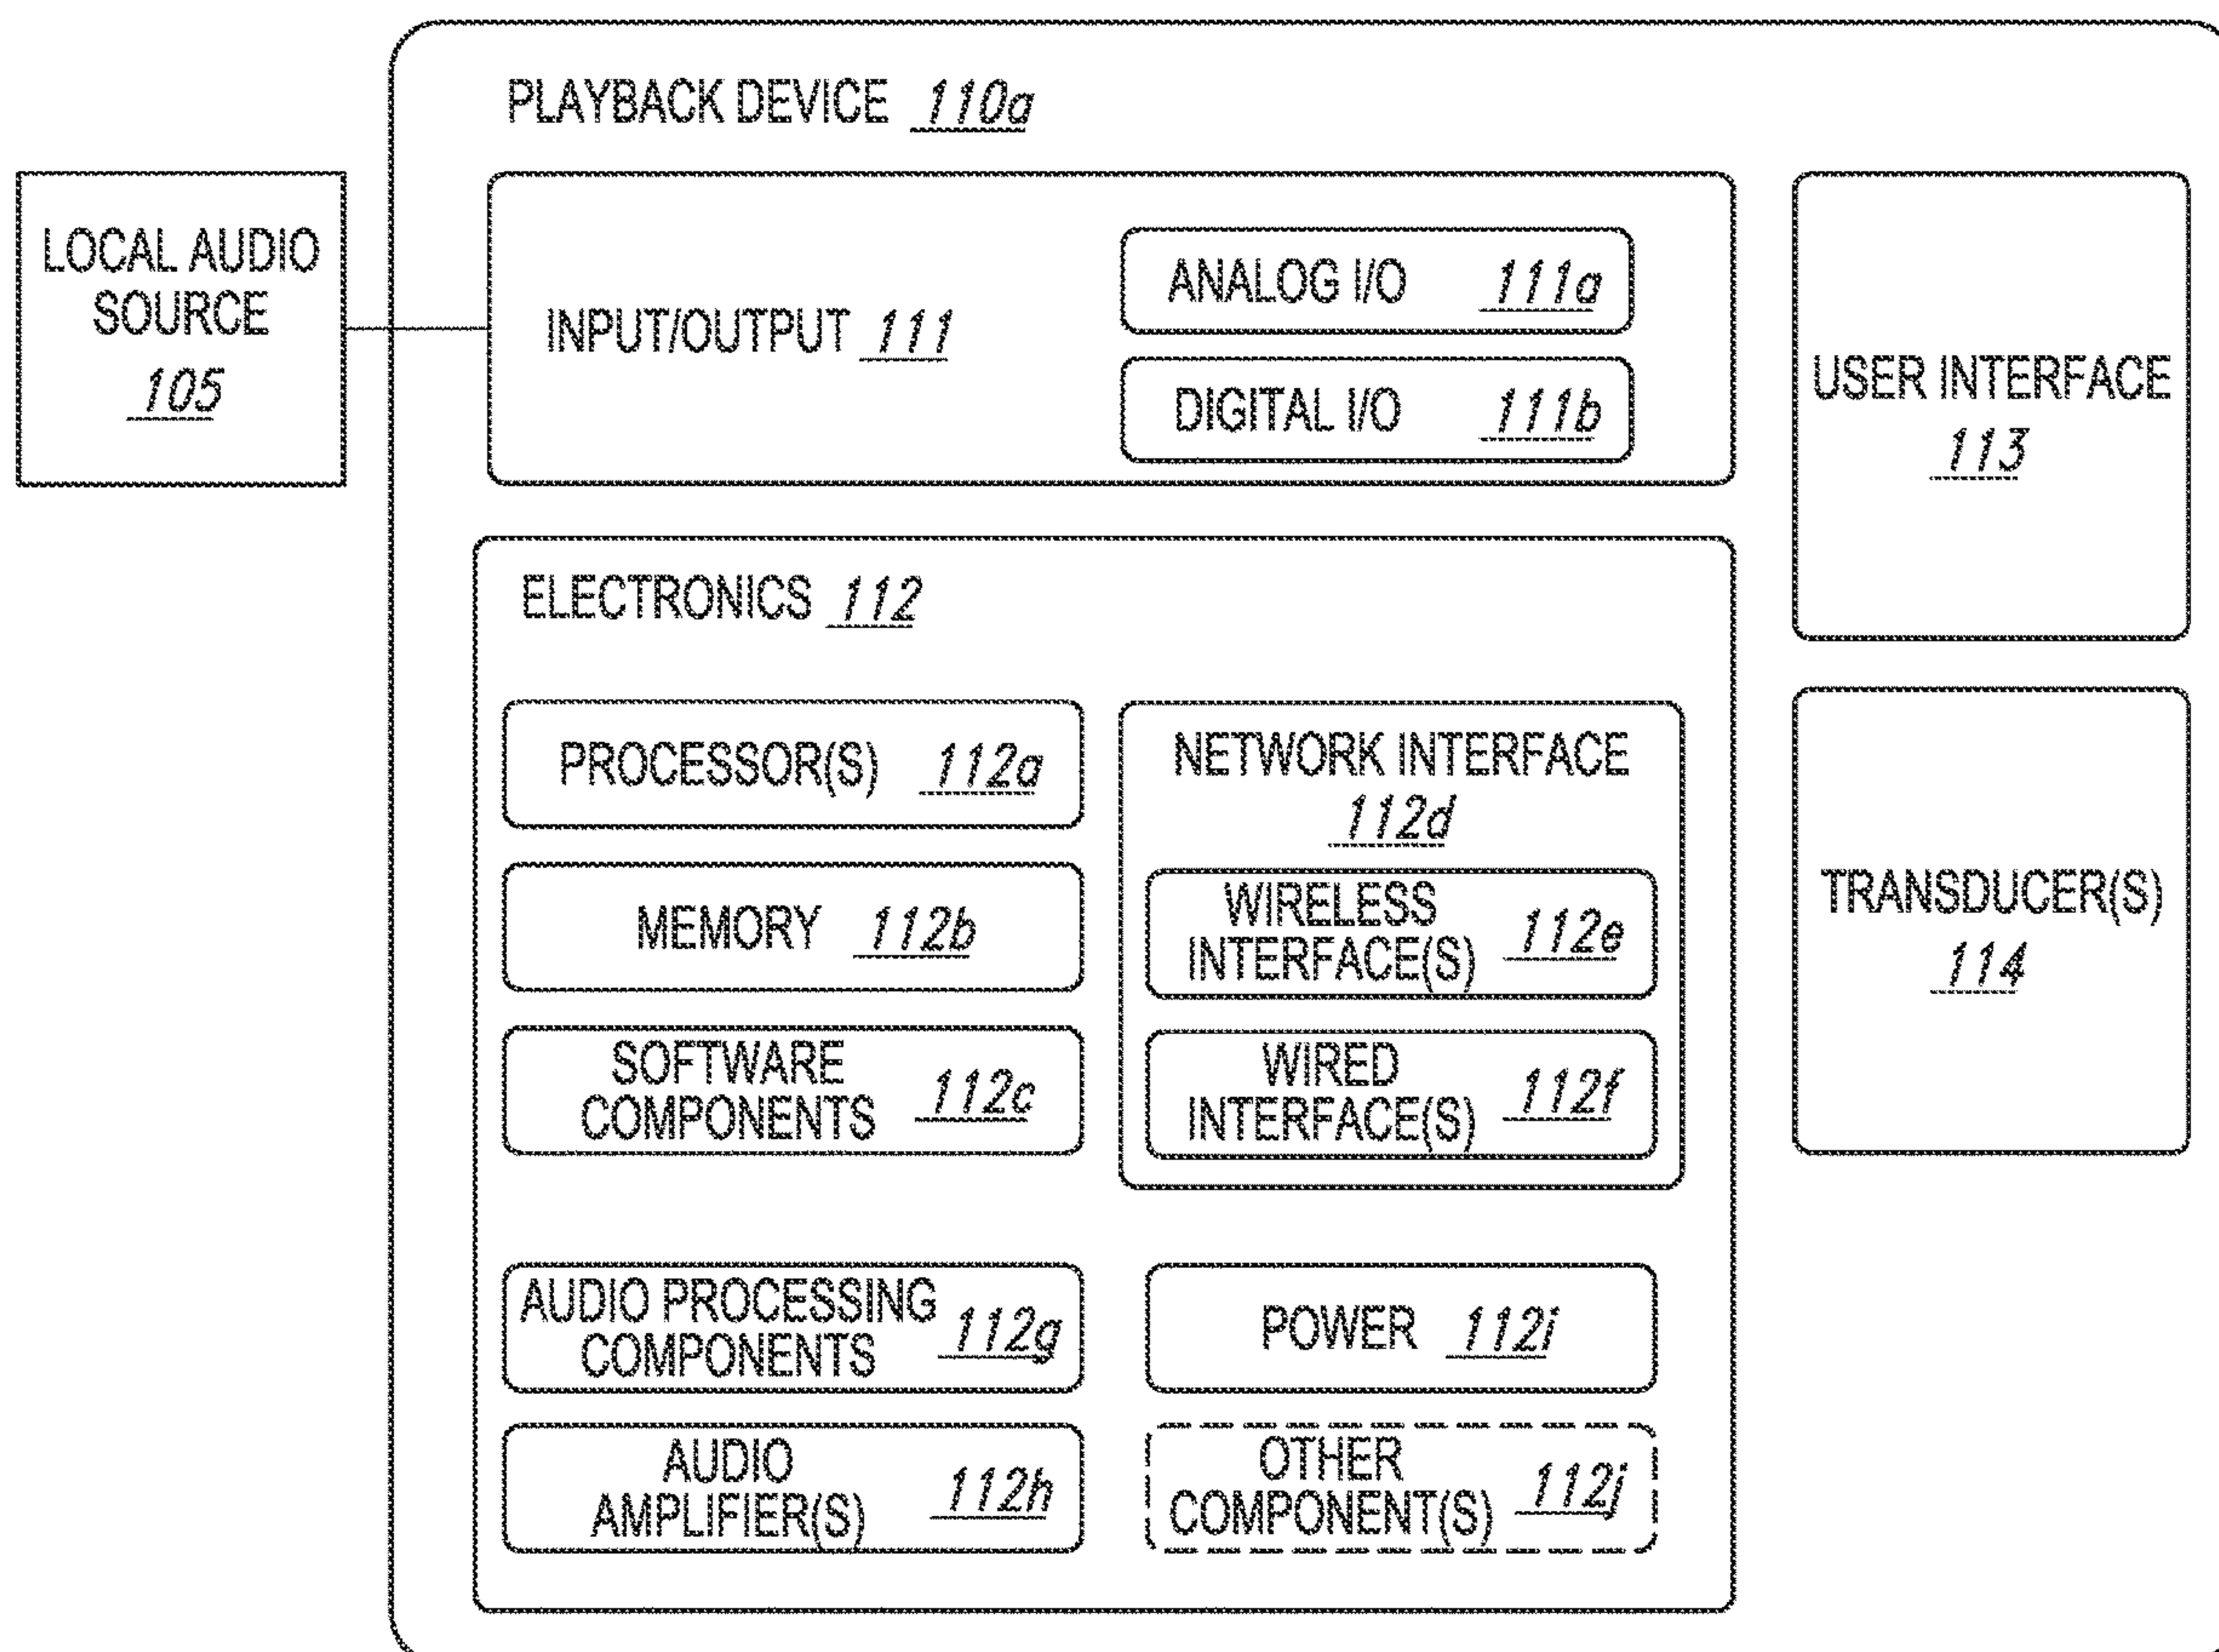 PLAYBACK DEVICE 110a
LOCAL AUDIO
SOURCE
105
INPUT/OUTPUT 111
ANALOG I/O 111a
DIGITAL I/O 111b
USER INTERFACE
113
ELECTRONICS 112
PROCESSOR(S) 112a
MEMORY 112b
SOFTWARE
COMPONENTS 112c
NETWORK INTERFACE
112d
WIRELESS
INTERFACE(S) 112e
WIRED
INTERFACE(S) 112f
TRANSDUCER(S)
114
AUDIO PROCESSING
COMPONENTS 112g
POWER 112i
AUDIO
AMPLIFIER(S) 112h
OTHER
COMPONENT(S) 112j